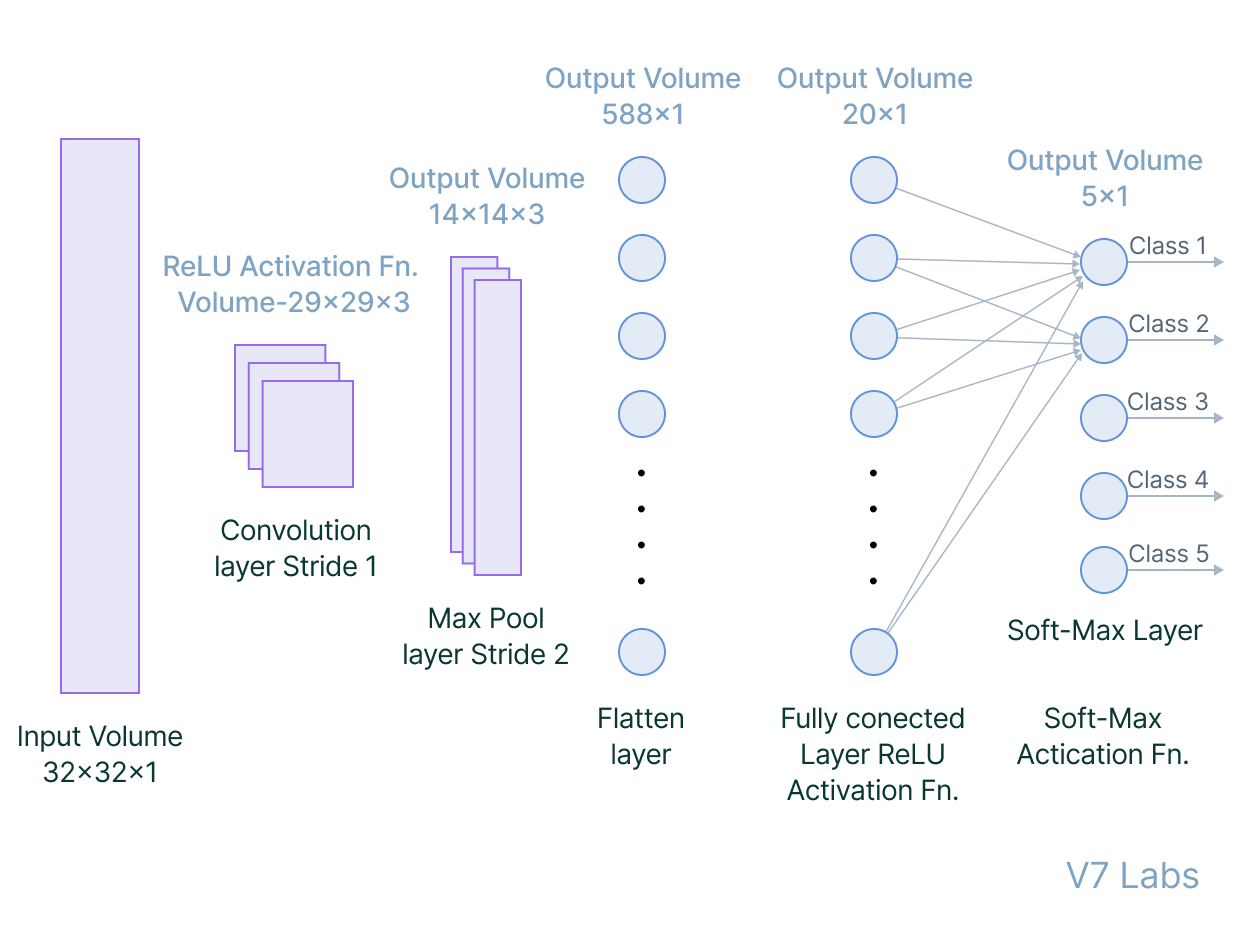 Output Volume
588×1
Output Volume
20×1
Output Volume
14×14×3
Output Volume
5×1
ReLU Activation Fn.
Volume-29×29×3
Class 1
Class 2
Class 3
Class 4
Class 5
Convolution
layer Stride 1
Max Pool
layer Stride 2
Soft-Max Layer
Input Volume
32×32×1
Flatten
layer
Fully conected
Layer ReLU
Activation Fn.
Soft-Max
Actication Fn.
V7 Labs